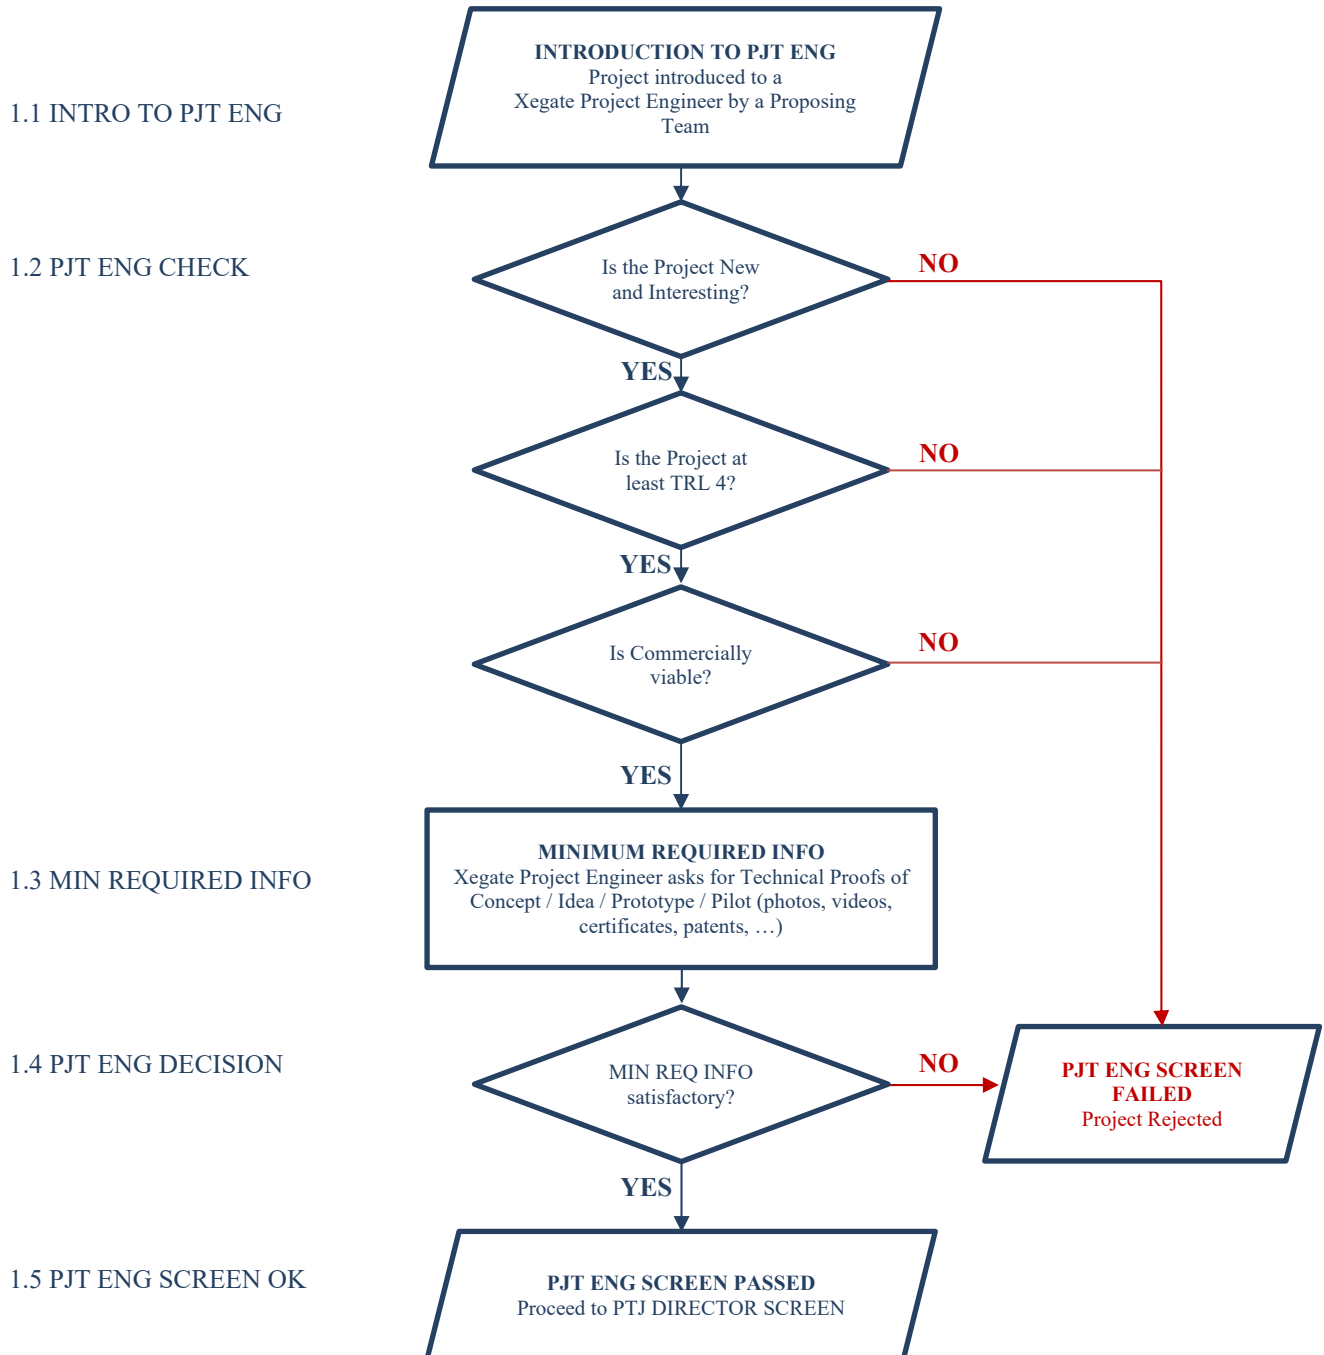 INTRODUCTION TO PJT ENG
Project introduced to a
Xegate Project Engineer by a Proposing
Team
1.1 INTRO TO PJT ENG
1.2 PJT ENG CHECK
Is the Project New
and Interesting?
NO
YES
Is the Project at
least TRL 4?
NO
YES
Is Commercially
viable?
NO
YES
MINIMUM REQUIRED INFO
Xegate Project Engineer asks for Technical Proofs of
Concept / Idea / Prototype / Pilot (photos, videos,
certificates, patents, …)
1.3 MIN REQUIRED INFO
1.4 PJT ENG DECISION
MIN REQ INFO
satisfactory?
NO
PJT ENG SCREEN
FAILED
Project Rejected
YES
1.5 PJT ENG SCREEN OK
PJT ENG SCREEN PASSED
Proceed to PTJ DIRECTOR SCREEN